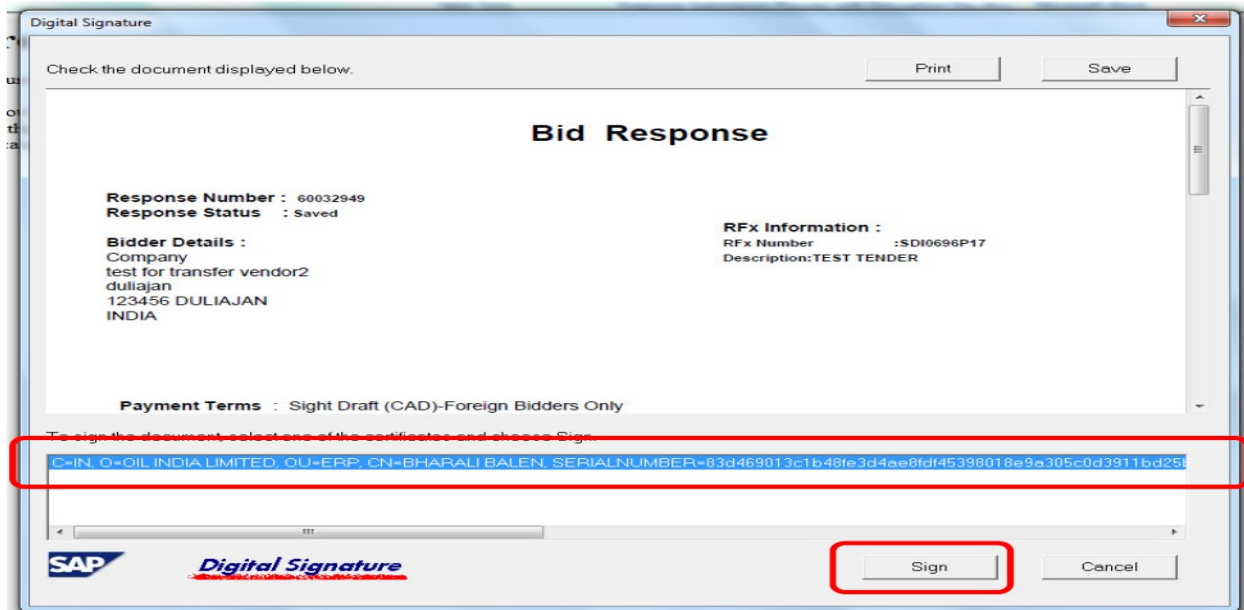 Digital Signature
Check the document displayed below.
Print
Save
Bid Response
Response Number : 60032949
Response Status : Saved
Bidder Details :
Company
test for transfer vendor2
duliajan
123456 DULIAJAN
INDIA
RFx Information :
RFx Number :SDI0696P17
Description:TEST TENDER
Payment Terms : Sight Draft (CAD)-Foreign Bidders Only
To sign the document, select one of the certificates and choose Sign.
C=IN, O=OIL INDIA LIMITED, OU=ERP, CN=BHARALI BALEN, SERIALNUMBER=83d469013c1b48fe3d4ae8fdf45398018e9a305c0d3911bd25
SAP
Digital Signature
Sign
Cancel